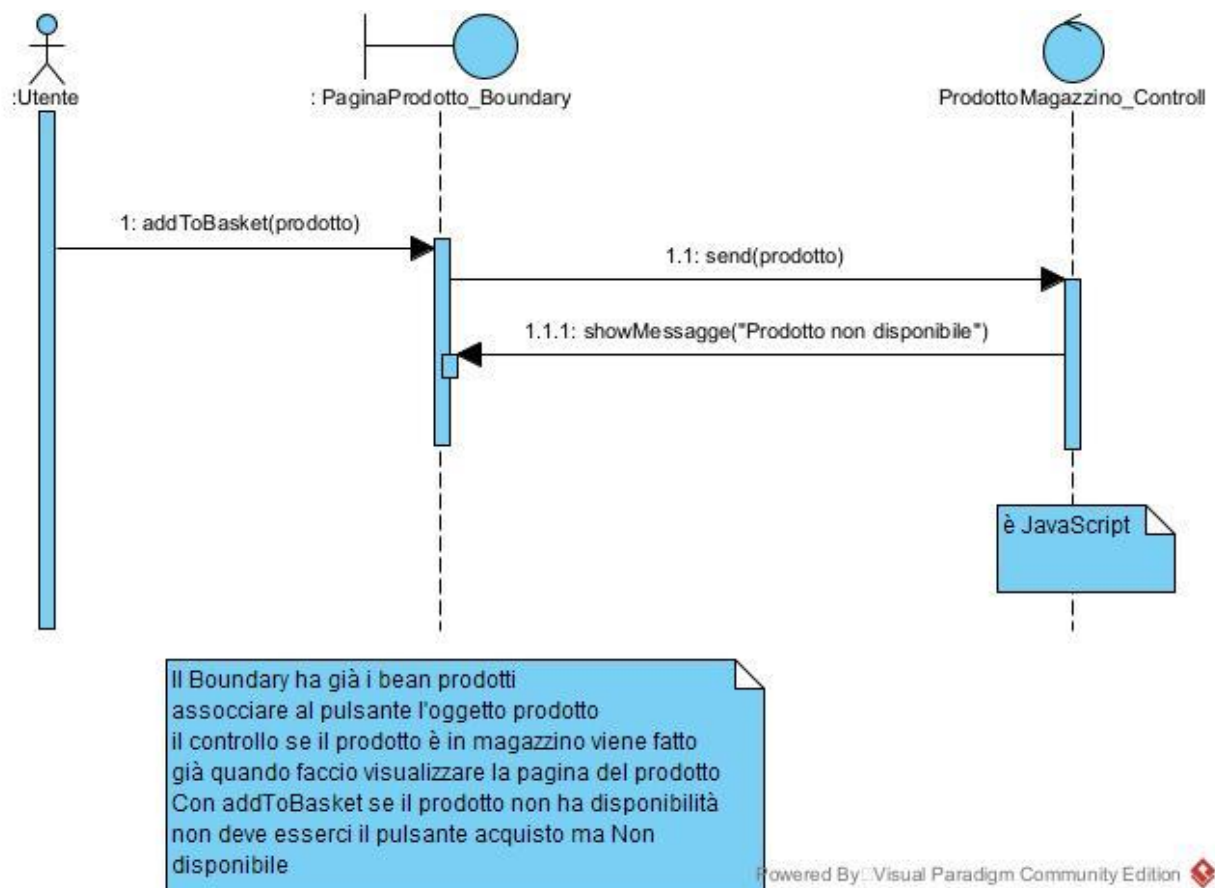 :Utente
: PaginaProdotto_Boundary
ProdottoMagazzino_Controll
1: addToBasket(prodotto)
1.1: send(prodotto)
1.1.1: showMessagge("Prodotto non disponibile")
è JavaScript
Il Boundary ha già i bean prodotti
assocciare al pulsante l'oggetto prodotto
il controllo se il prodotto è in magazzino viene fatto
già quando faccio visualizzare la pagina del prodotto
Con addToBasket se il prodotto non ha disponibilità
non deve esserci il pulsante acquisto ma Non
disponibile
Powered By Visual Paradigm Community Edition